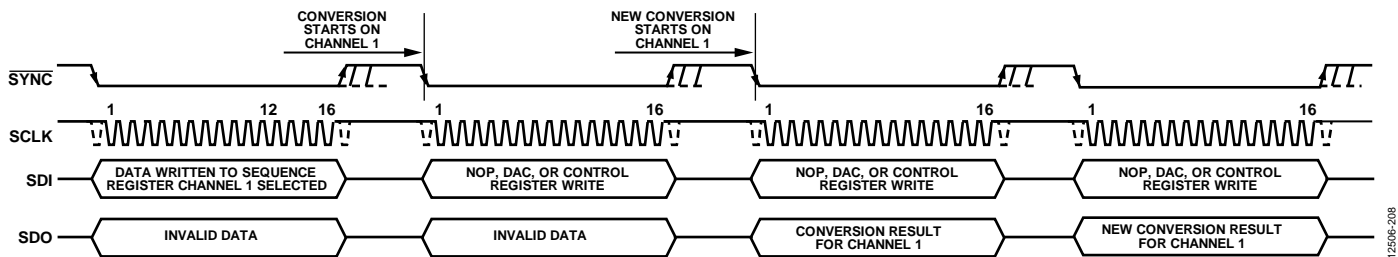 CONVERSION
STARTS ON
CHANNEL 1
NEW CONVERSION
STARTS ON
CHANNEL 1
SYNC
1 12 16 1 16 1 16 1 16
SCLK
SDI
DATA WRITTEN TO SEQUENCE
REGISTER CHANNEL 1 SELECTED
NOP, DAC, OR CONTROL
REGISTER WRITE
NOP, DAC, OR CONTROL
REGISTER WRITE
NOP, DAC, OR CONTROL
REGISTER WRITE
SDO
INVALID DATA
INVALID DATA
CONVERSION RESULT
FOR CHANNEL 1
NEW CONVERSION RESULT
FOR CHANNEL 1
12506-208